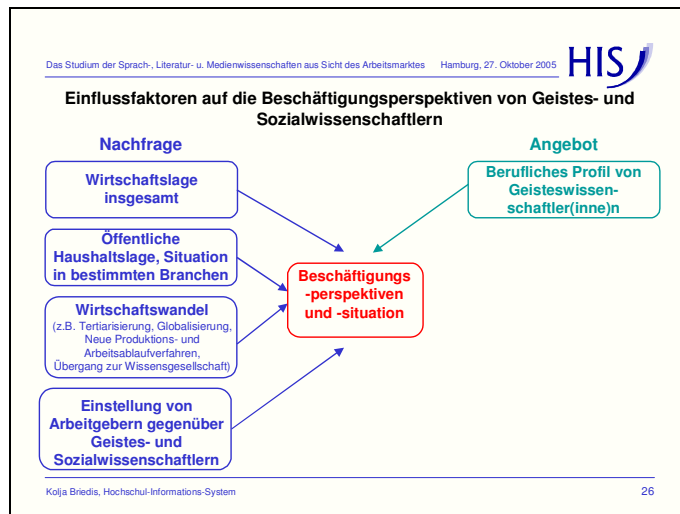 Das Studium der Sprach-, Literatur- u. Medienwissenschaften aus Sicht des Arbeitsmarktes Hamburg, 27. Oktober 2005
HIS
Einflussfaktoren auf die Beschäftigungsperspektiven von Geistes- und
Sozialwissenschaftlern
Nachfrage
Angebot
Wirtschaftslage
insgesamt
Berufliches Profil von
Geisteswissen-
schaftler(inne)n
Öffentliche
Haushaltslage, Situation
in bestimmten Branchen
Beschäftigungs
-perspektiven
und -situation
Wirtschaftswandel
(z.B. Tertiarisierung, Globalisierung,
Neue Produktions- und
Arbeitsablaufverfahren,
Übergang zur Wissensgesellschaft)
Einstellung von
Arbeitgebern gegenüber
Geistes- und
Sozialwissenschaftlern
Kolja Briedis, Hochschul-Informations-System
26